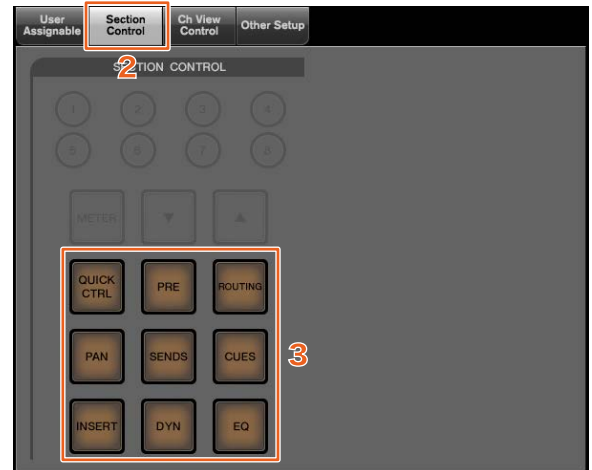 User Assignable
Section Control
Ch View Control
Other Setup
2
SECTION CONTROL
1 2 3 4
5 6 7 8
METER ▼ ▲
QUICK CTRL PRE ROUTING
PAN SENDS CUES
3
INSERT DYN EQ